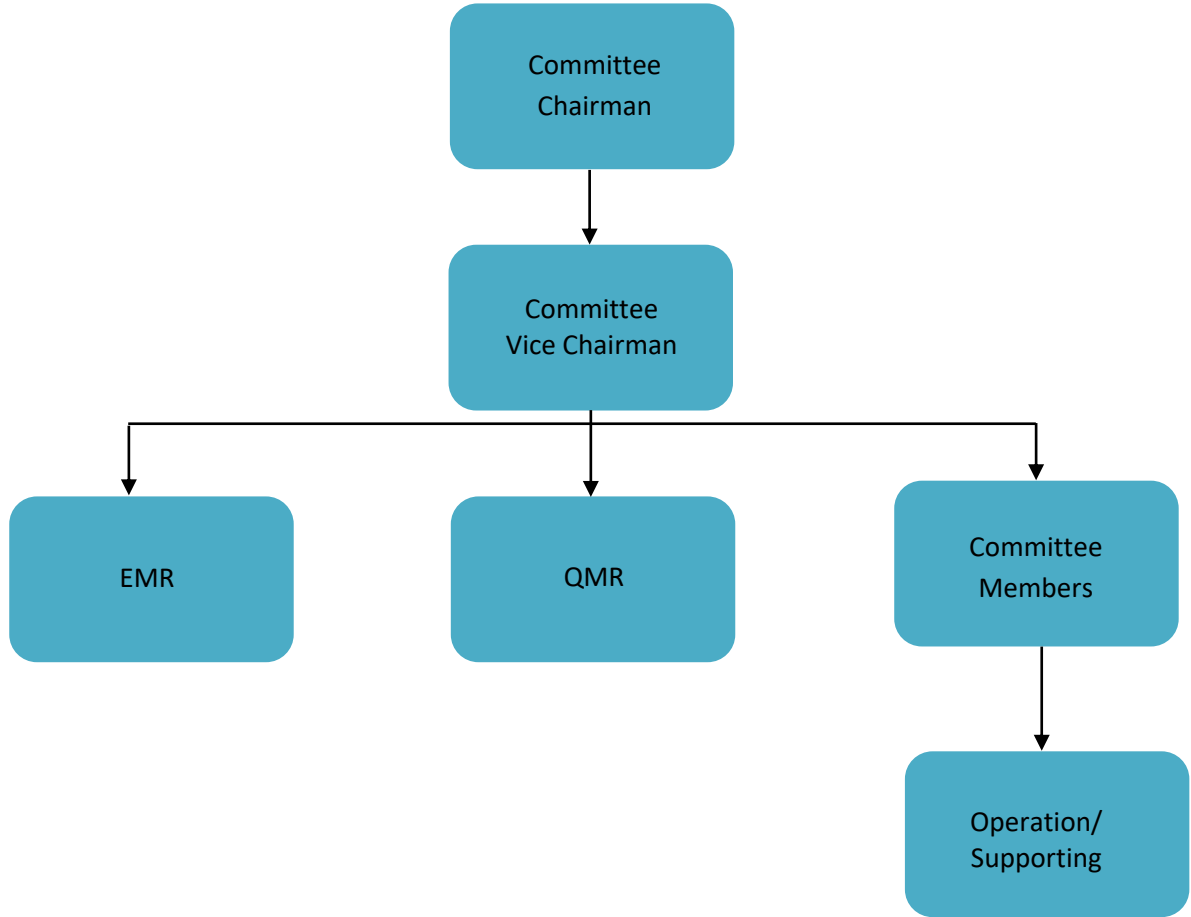 Committee
Chairman
Committee
Vice Chairman
EMR
QMR
Committee
Members
Operation/
Supporting